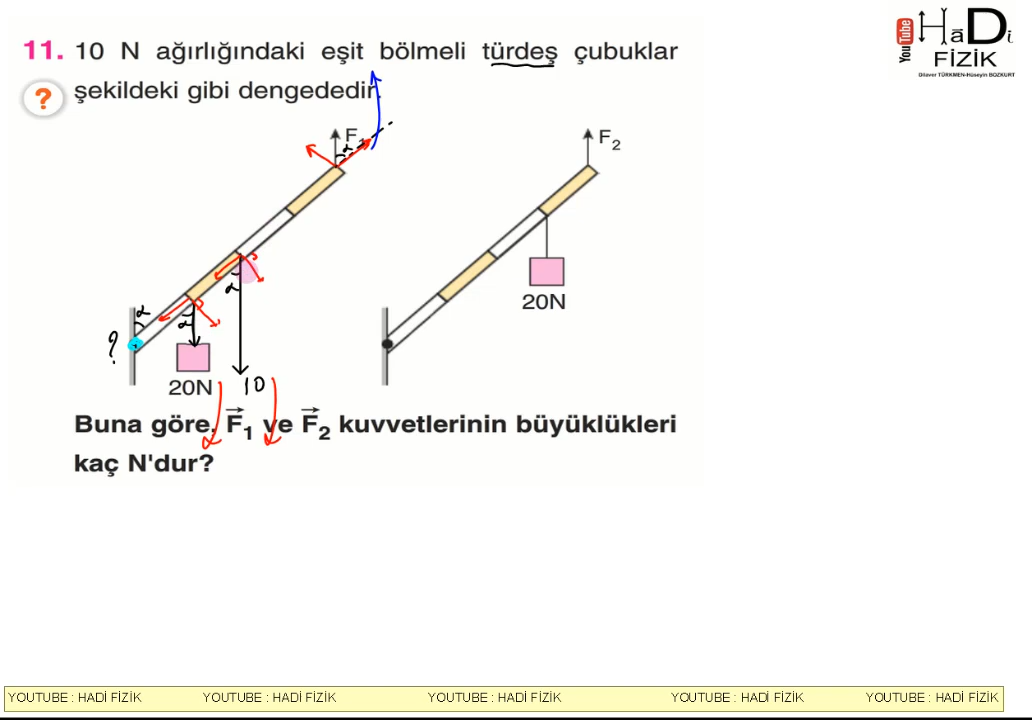 11. 10 N ağırlığındaki eşit bölmeli türdeş çubuklar
? şekildeki gibi dengededir.
YouTube HaDi
FİZİK
Dilaver TÜRKMEN-Hüseyin BOZKURT
F₁
α
F₂
α
α
α
?
20N
10
20N
Buna göre, F₁ ve F₂ kuvvetlerinin büyüklükleri
kaç N'dur?
YOUTUBE : HADİ FİZİK YOUTUBE : HADİ FİZİK YOUTUBE : HADİ FİZİK YOUTUBE : HADİ FİZİK YOUTUBE : HADİ FİZİK